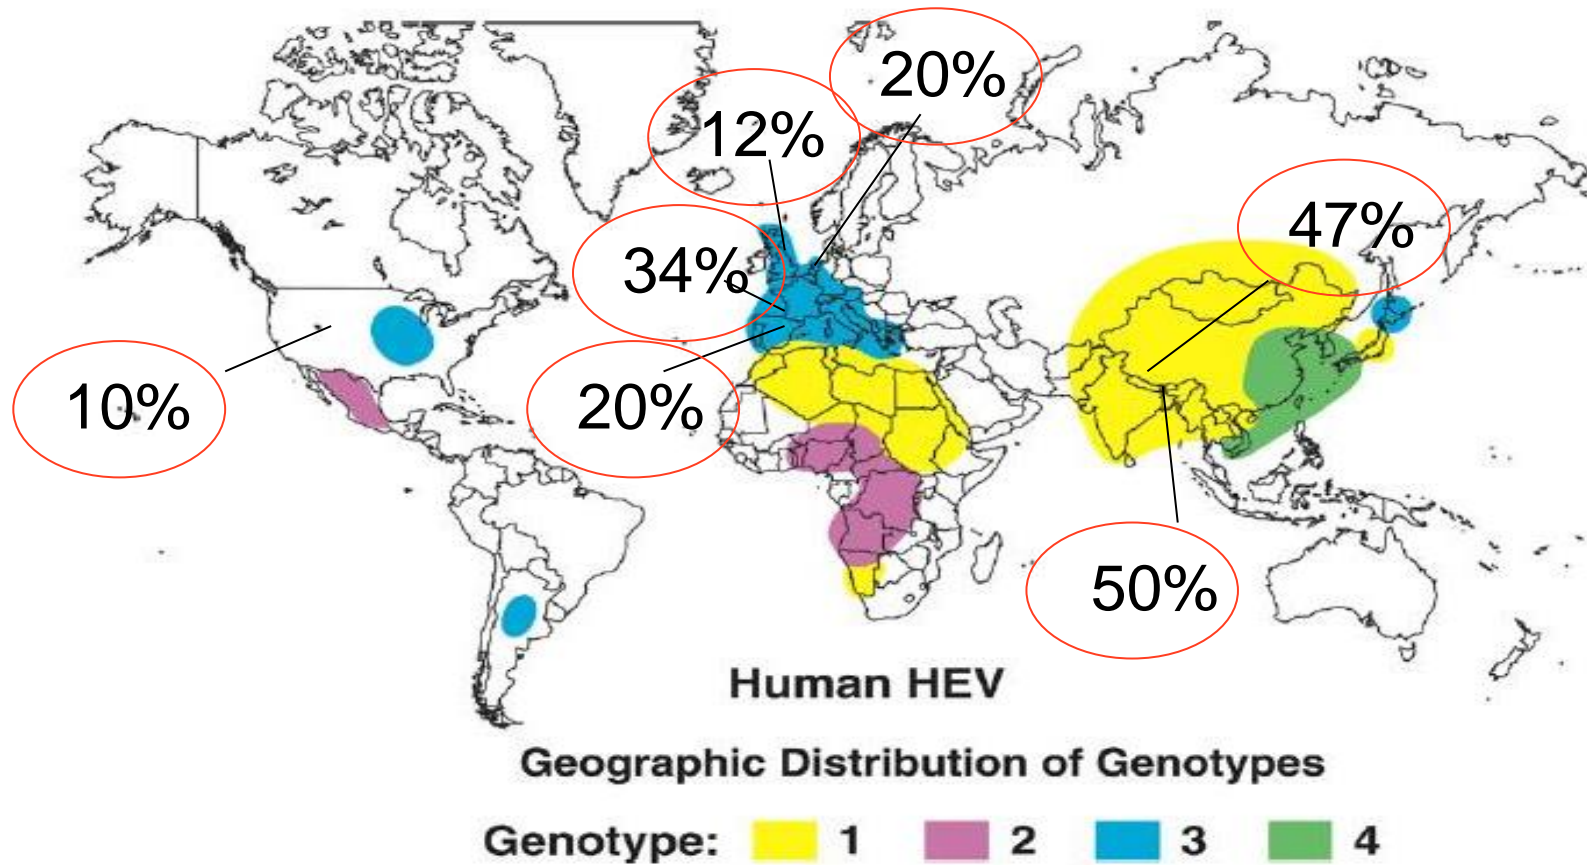 20%
12%
47%
34%
10%
20%
50%
Human HEV
Geographic Distribution of Genotypes
Genotype: 1 2 3 4